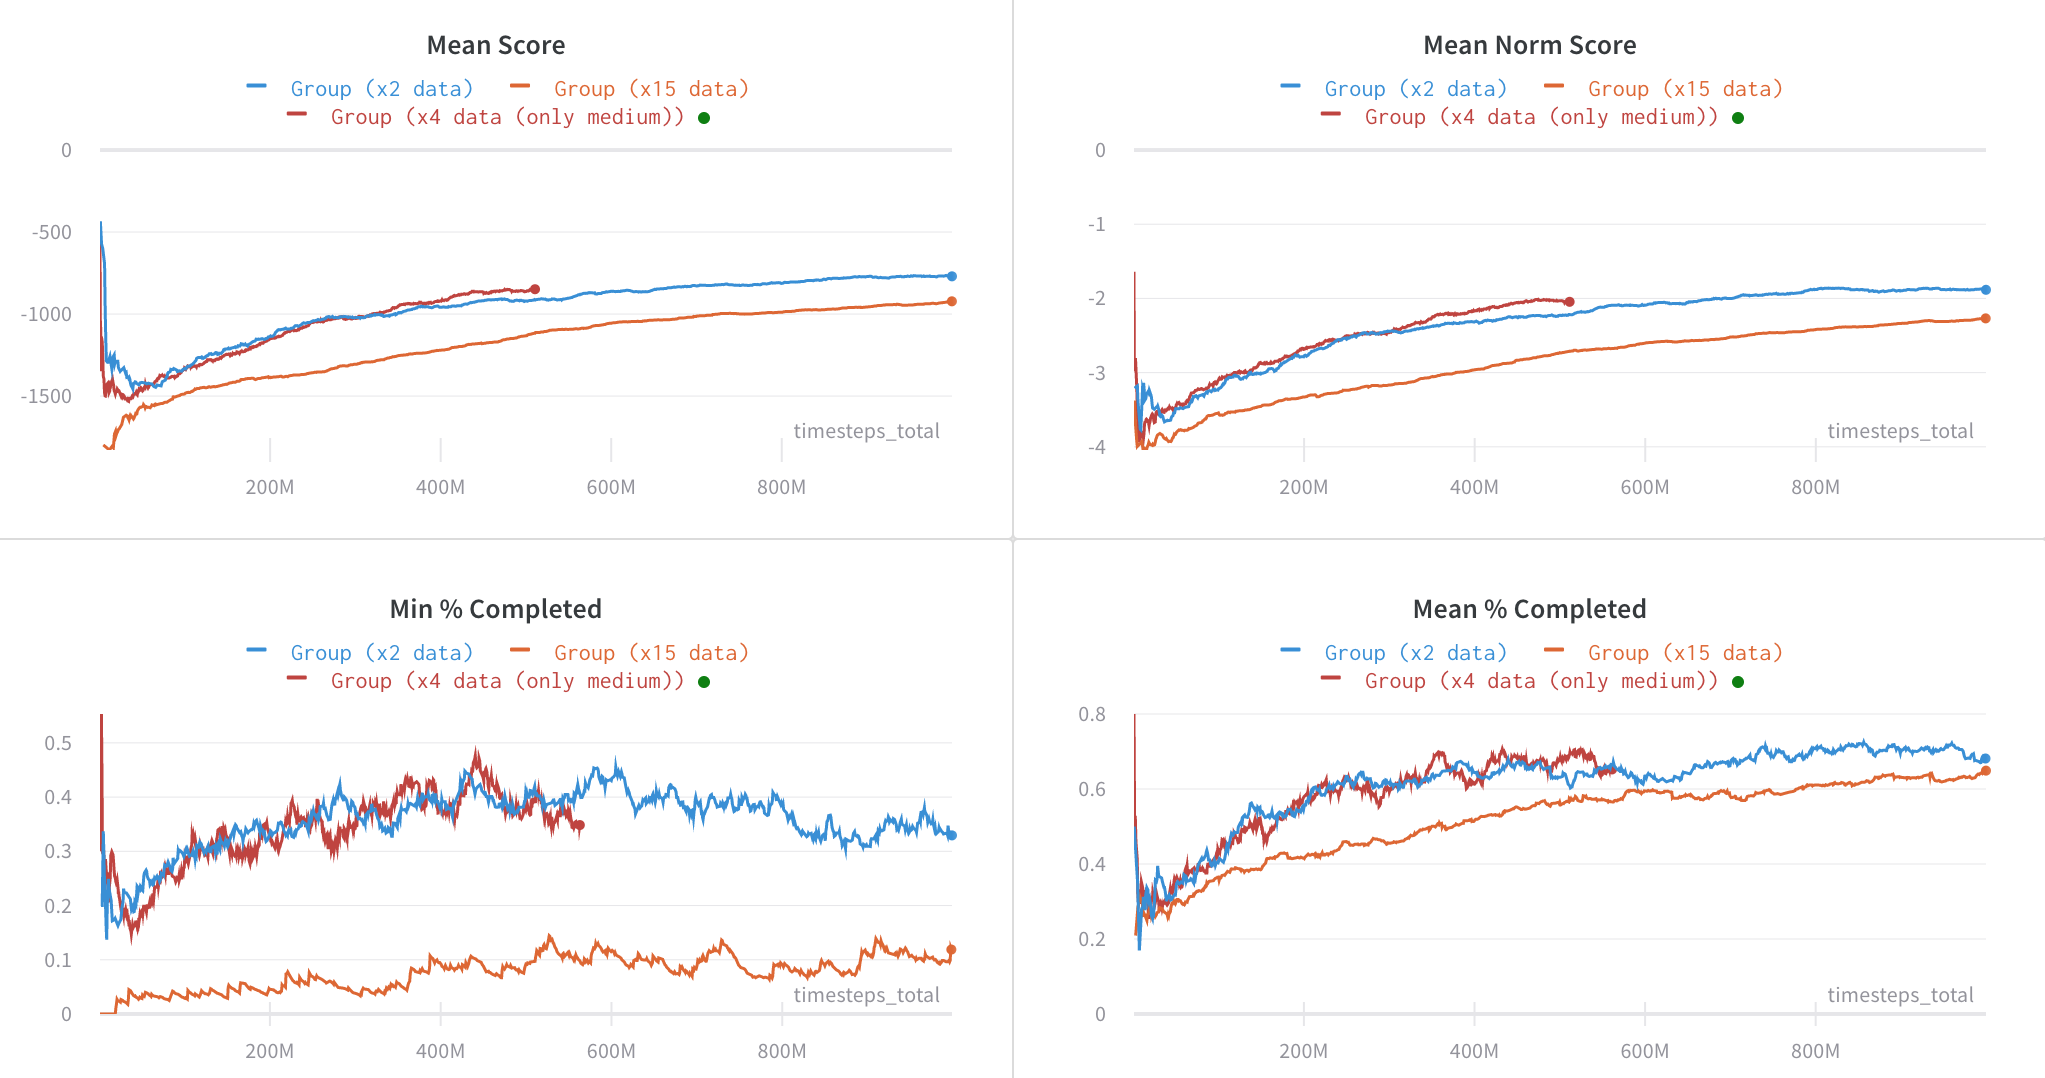 Mean Score
Group (x2 data) Group (x15 data)
Group (x4 data (only medium))
0
-500
-1000
-1500
timesteps_total
200M 400M 600M 800M
Mean Norm Score
Group (x2 data) Group (x15 data)
Group (x4 data (only medium))
0
-1
-2
-3
-4
timesteps_total
200M 400M 600M 800M
Min % Completed
Group (x2 data) Group (x15 data)
Group (x4 data (only medium))
0.5
0.4
0.3
0.2
0.1
0
timesteps_total
200M 400M 600M 800M
Mean % Completed
Group (x2 data) Group (x15 data)
Group (x4 data (only medium))
0.8
0.6
0.4
0.2
0
timesteps_total
200M 400M 600M 800M